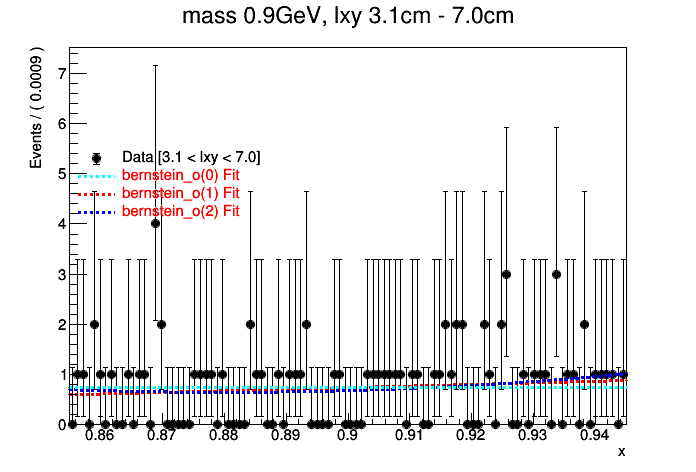 mass 0.9GeV, lxy 3.1cm - 7.0cm
Events / ( 0.0009 )
7
6
5
4
3
2
1
0
Data [3.1 < lxy < 7.0]
bernstein_o(0) Fit
bernstein_o(1) Fit
bernstein_o(2) Fit
0.86 0.87 0.88 0.89 0.9 0.91 0.92 0.93 0.94
x